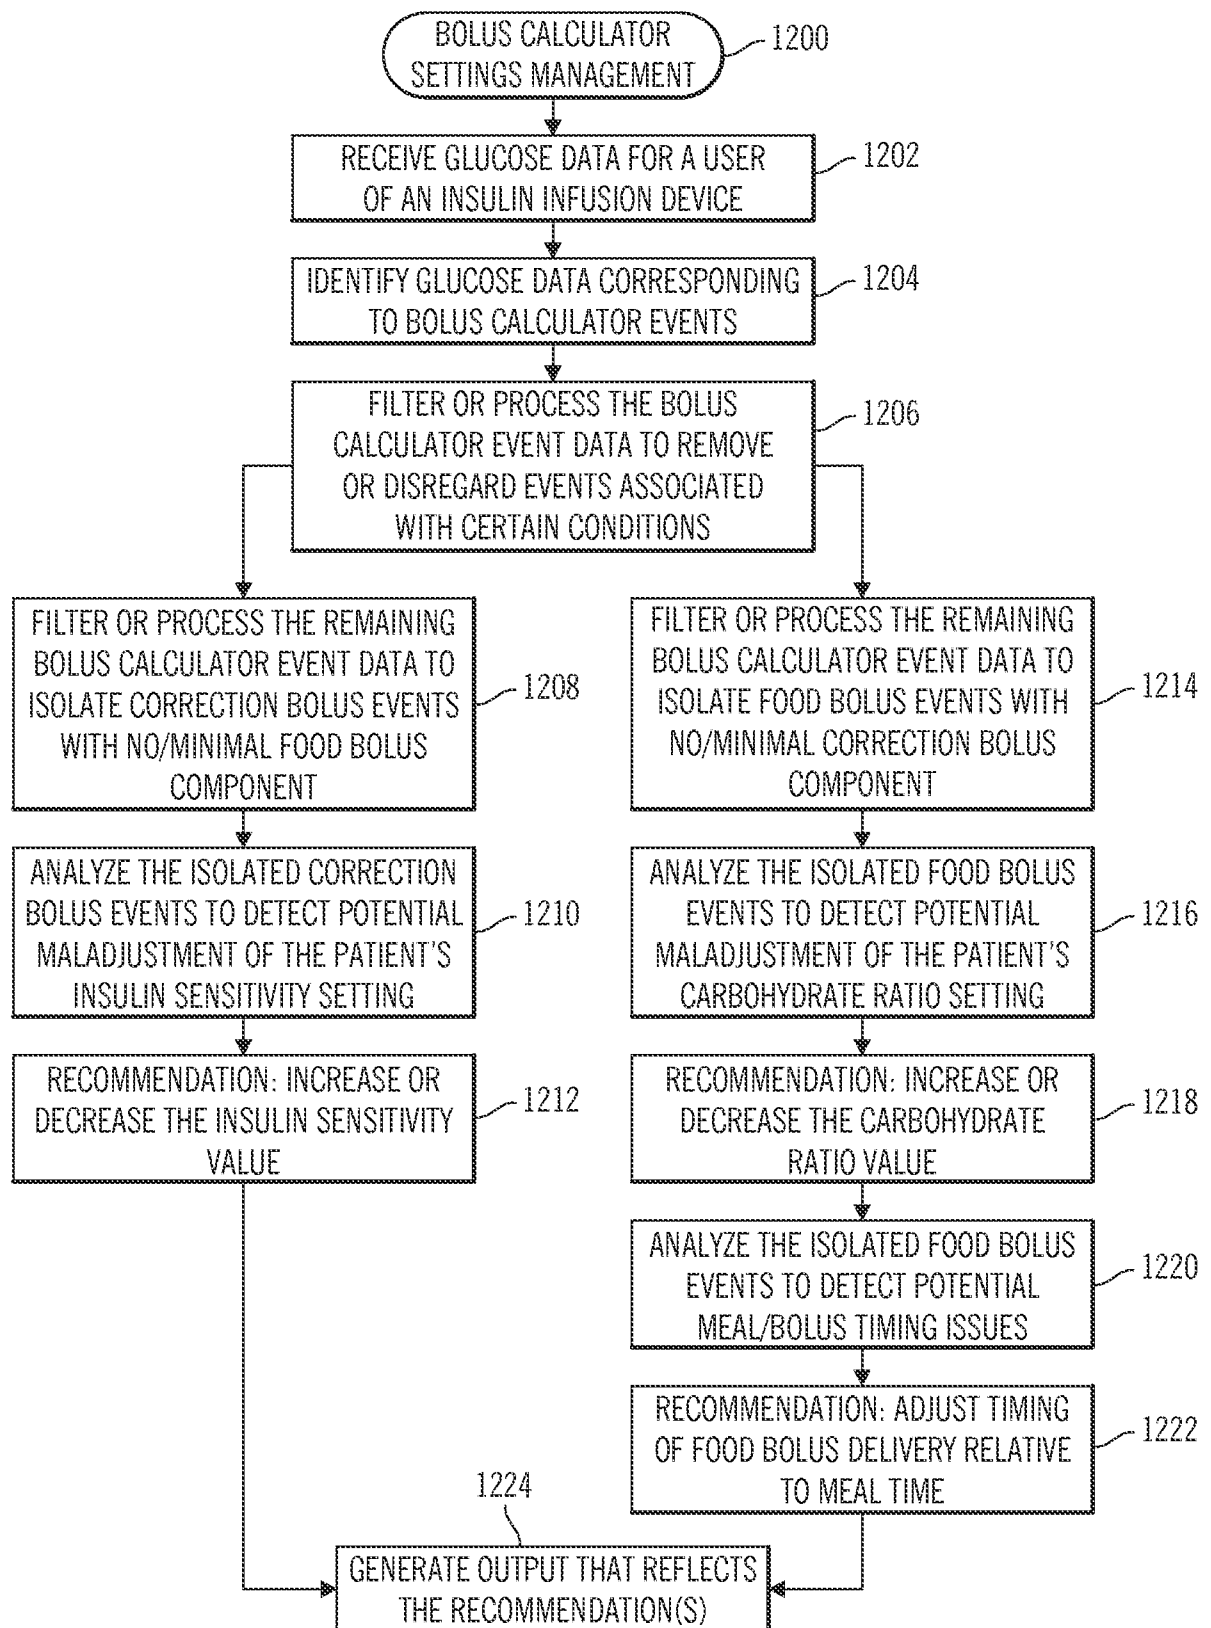 BOLUS CALCULATOR
SETTINGS MANAGEMENT
1200
RECEIVE GLUCOSE DATA FOR A USER
OF AN INSULIN INFUSION DEVICE
1202
IDENTIFY GLUCOSE DATA CORRESPONDING
TO BOLUS CALCULATOR EVENTS
1204
FILTER OR PROCESS THE BOLUS
CALCULATOR EVENT DATA TO REMOVE
OR DISREGARD EVENTS ASSOCIATED
WITH CERTAIN CONDITIONS
1206
FILTER OR PROCESS THE REMAINING
BOLUS CALCULATOR EVENT DATA TO
ISOLATE CORRECTION BOLUS EVENTS
WITH NO/MINIMAL FOOD BOLUS
COMPONENT
1208
ANALYZE THE ISOLATED CORRECTION
BOLUS EVENTS TO DETECT POTENTIAL
MALADJUSTMENT OF THE PATIENT'S
INSULIN SENSITIVITY SETTING
1210
RECOMMENDATION: INCREASE OR
DECREASE THE INSULIN SENSITIVITY
VALUE
1212
FILTER OR PROCESS THE REMAINING
BOLUS CALCULATOR EVENT DATA TO
ISOLATE FOOD BOLUS EVENTS WITH
NO/MINIMAL CORRECTION BOLUS
COMPONENT
1214
ANALYZE THE ISOLATED FOOD BOLUS
EVENTS TO DETECT POTENTIAL
MALADJUSTMENT OF THE PATIENT'S
CARBOHYDRATE RATIO SETTING
1216
RECOMMENDATION: INCREASE OR
DECREASE THE CARBOHYDRATE
RATIO VALUE
1218
ANALYZE THE ISOLATED FOOD BOLUS
EVENTS TO DETECT POTENTIAL
MEAL/BOLUS TIMING ISSUES
1220
RECOMMENDATION: ADJUST TIMING
OF FOOD BOLUS DELIVERY RELATIVE
TO MEAL TIME
1222
1224
GENERATE OUTPUT THAT REFLECTS
THE RECOMMENDATION(S)